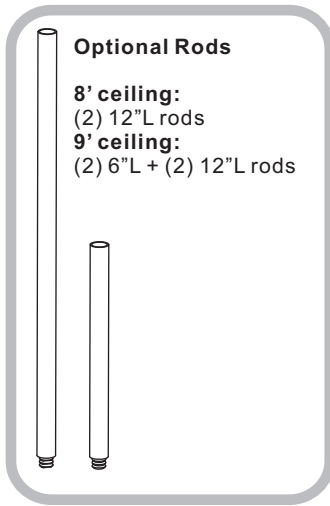 Optional Rods
8’ ceiling:
(2) 12”L rods
9’ ceiling:
(2) 6”L + (2) 12”L rods